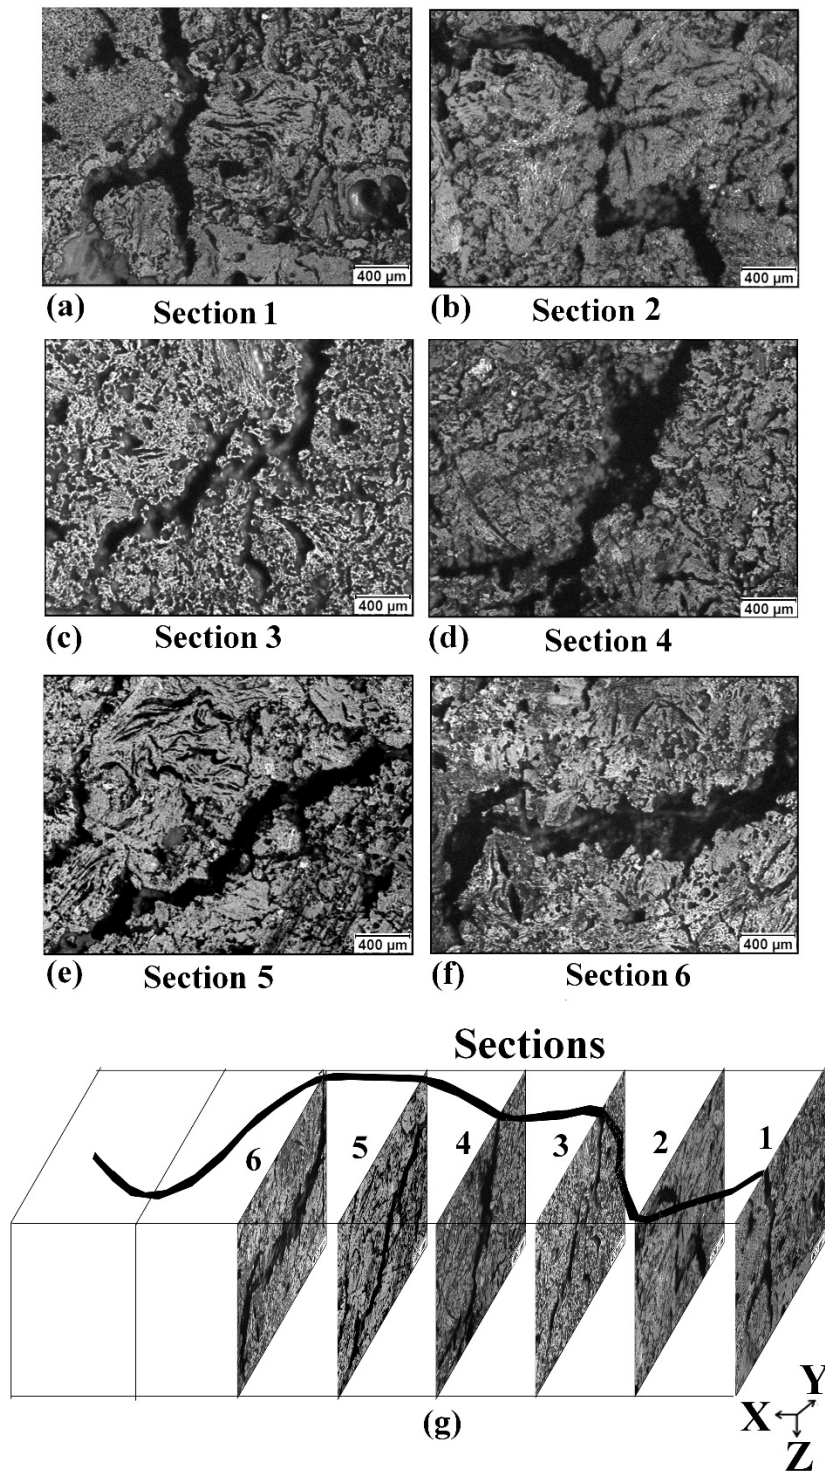 400 µm
400 µm
(a) Section 1
(b) Section 2
400 µm
400 µm
(c) Section 3
(d) Section 4
400 µm
400 µm
(e) Section 5
(f) Section 6
Sections
6 5 4 3 2 1
(g)
X Y Z